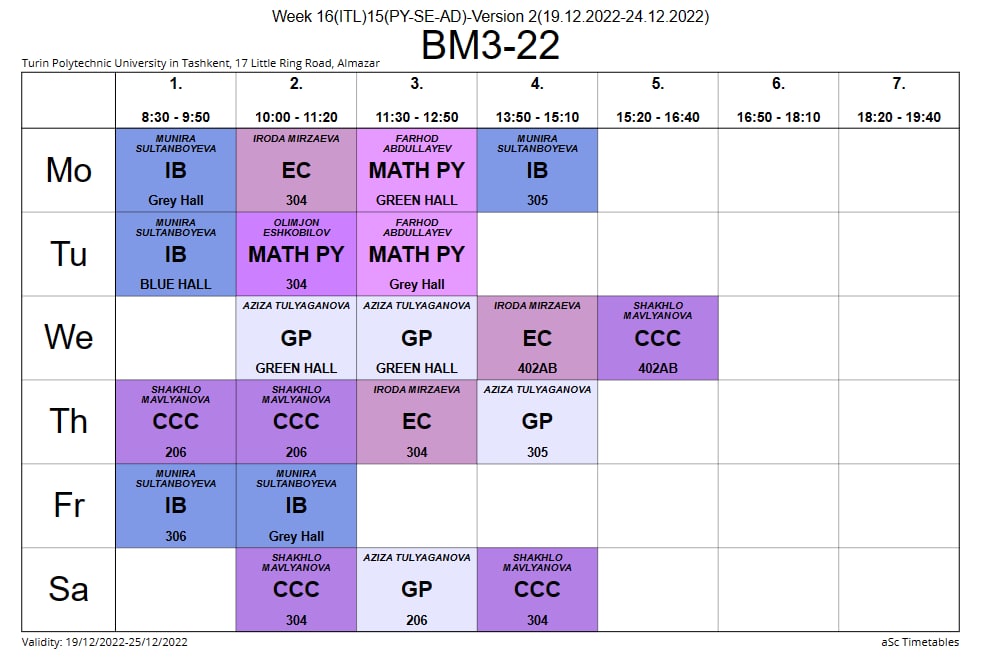 Week 16(ITL)15(PY-SE-AD)-Version 2(19.12.2022-24.12.2022)
BM3-22
Turin Polytechnic University in Tashkent, 17 Little Ring Road, Almazar
1. 2. 3. 4. 5. 6. 7.
8:30 - 9:50 10:00 - 11:20 11:30 - 12:50 13:50 - 15:10 15:20 - 16:40 16:50 - 18:10 18:20 - 19:40
Mo
MUNIRA
SULTANBOYEVA
IB
Grey Hall
IRODA MIRZAEVA
EC
304
FARHOD
ABDULLAYEV
MATH PY
GREEN HALL
MUNIRA
SULTANBOYEVA
IB
305
Tu
MUNIRA
SULTANBOYEVA
IB
BLUE HALL
OLIMJON
ESHKOBILOV
MATH PY
304
FARHOD
ABDULLAYEV
MATH PY
Grey Hall
We
AZIZA TULYAGANOVA
GP
GREEN HALL
AZIZA TULYAGANOVA
GP
GREEN HALL
IRODA MIRZAEVA
EC
402AB
SHAKHLO
MAVLYANOVA
CCC
402AB
Th
SHAKHLO
MAVLYANOVA
CCC
206
SHAKHLO
MAVLYANOVA
CCC
206
IRODA MIRZAEVA
EC
304
AZIZA TULYAGANOVA
GP
305
Fr
MUNIRA
SULTANBOYEVA
IB
306
MUNIRA
SULTANBOYEVA
IB
Grey Hall
Sa
SHAKHLO
MAVLYANOVA
CCC
304
AZIZA TULYAGANOVA
GP
206
SHAKHLO
MAVLYANOVA
CCC
304
Validity: 19/12/2022-25/12/2022
aSc Timetables